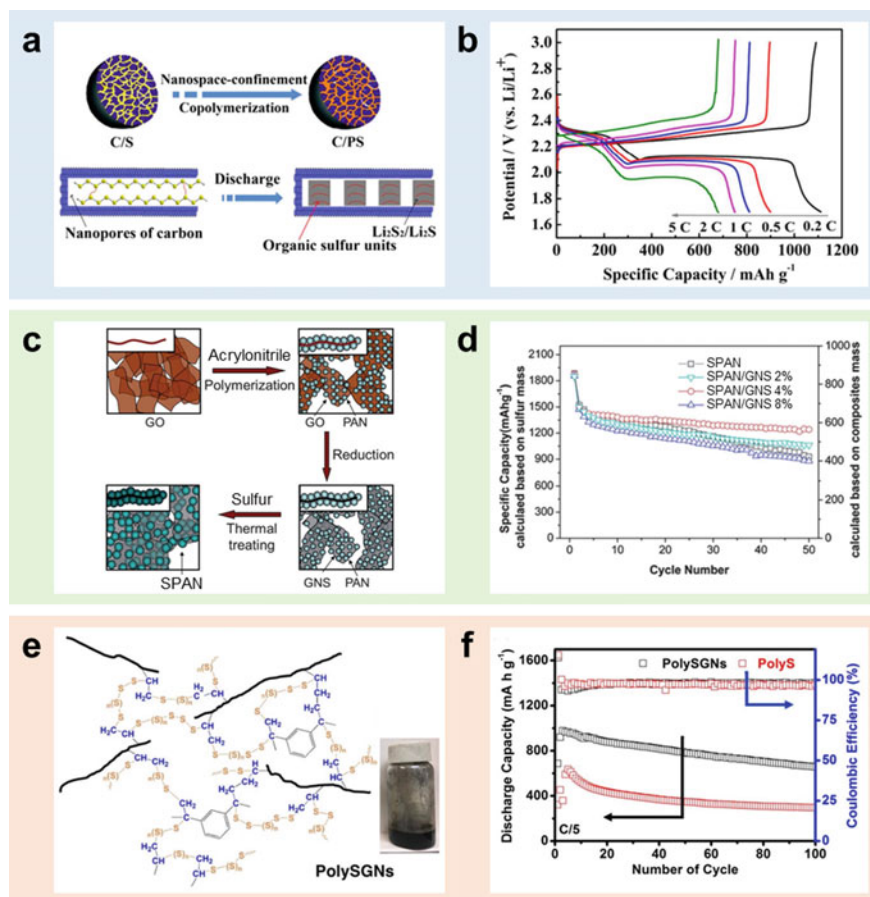 a
Nanospace-confinement
Copolymerization
C/S
C/PS
Discharge
Nanopores of carbon
Organic sulfur units
Li₂S₂/Li₂S
b
Potential / V (vs. Li/Li⁺)
3.0
2.8
2.4
2.0
1.6
5 C 2 C 1 C 0.5 C 0.2 C
0 200 400 600 800 1000 1200
Specific Capacity / mAh g⁻¹
c
Acrylonitrile
Polymerization
GO
GO PAN
Reduction
Sulfur
Thermal
treating
SPAN
GNS PAN
d
Specific Capacity(mAhg⁻¹)
calculated based on sulfur mass
2100
1800
1500
1200
900
600
300
0
SPAN
SPAN/GNS 2%
SPAN/GNS 4%
SPAN/GNS 8%
1000
800
600
400
200
0
calculaed based on composites mass
0 10 20 30 40 50
Cycle Number
e
PolySGNs
f
Discharge Capacity (mA h g⁻¹)
1600
1200
800
400
0
PolySGNs PolyS
100
75
50
25
0
Coulombic Efficiency (%)
C/5
0 20 40 60 80 100
Number of Cycle